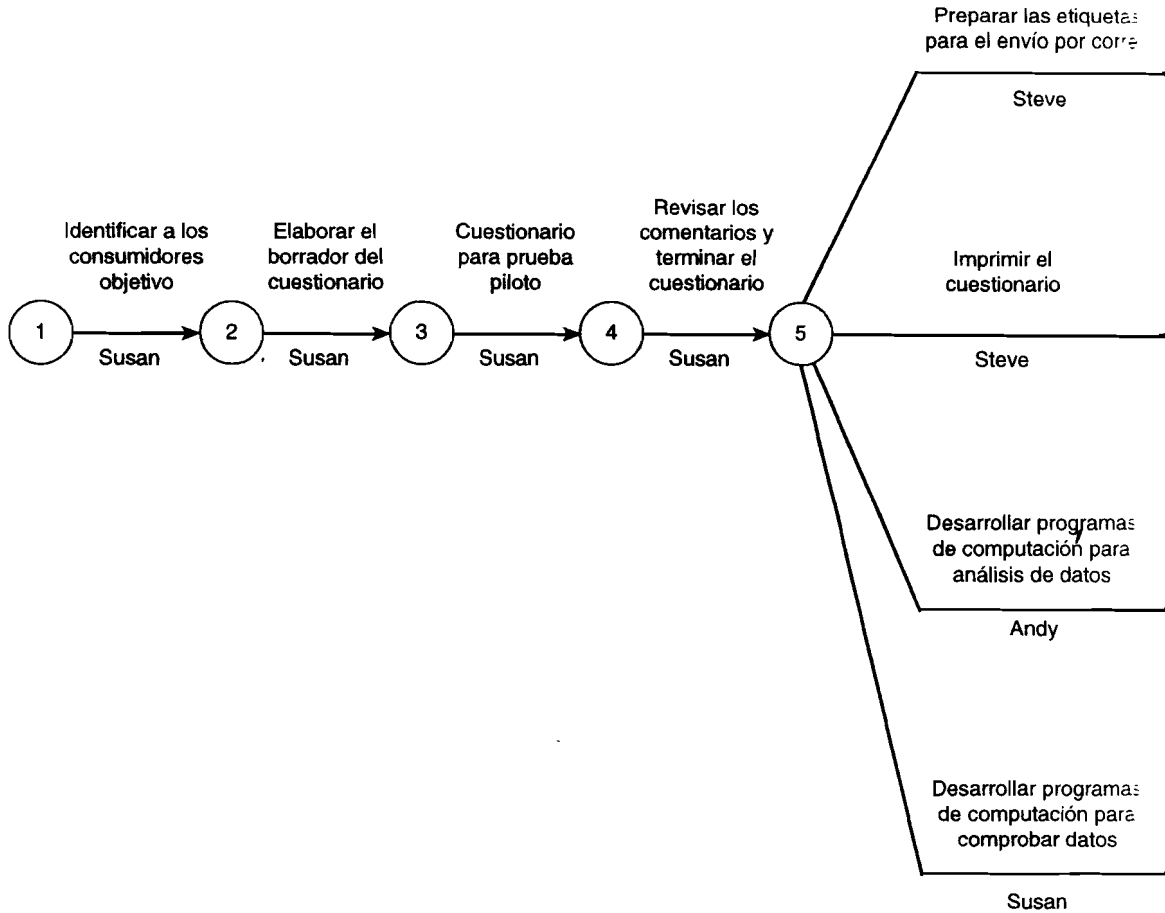 Preparar las etiquetas
para el envío por
Steve
Identificar a los
consumidores
objetivo
1
Susan
Elaborar el
borrador del
cuestionario
2
Susan
Cuestionario
para prueba
piloto
3
Susan
Revisar los
comentarios y
terminar el
cuestionario
4
Susan
5
Imprimir el
cuestionario
Steve
Desarrollar programas
de computación para
análisis de datos
Andy
Desarrollar programas
de computación para
comprobar datos
Susan